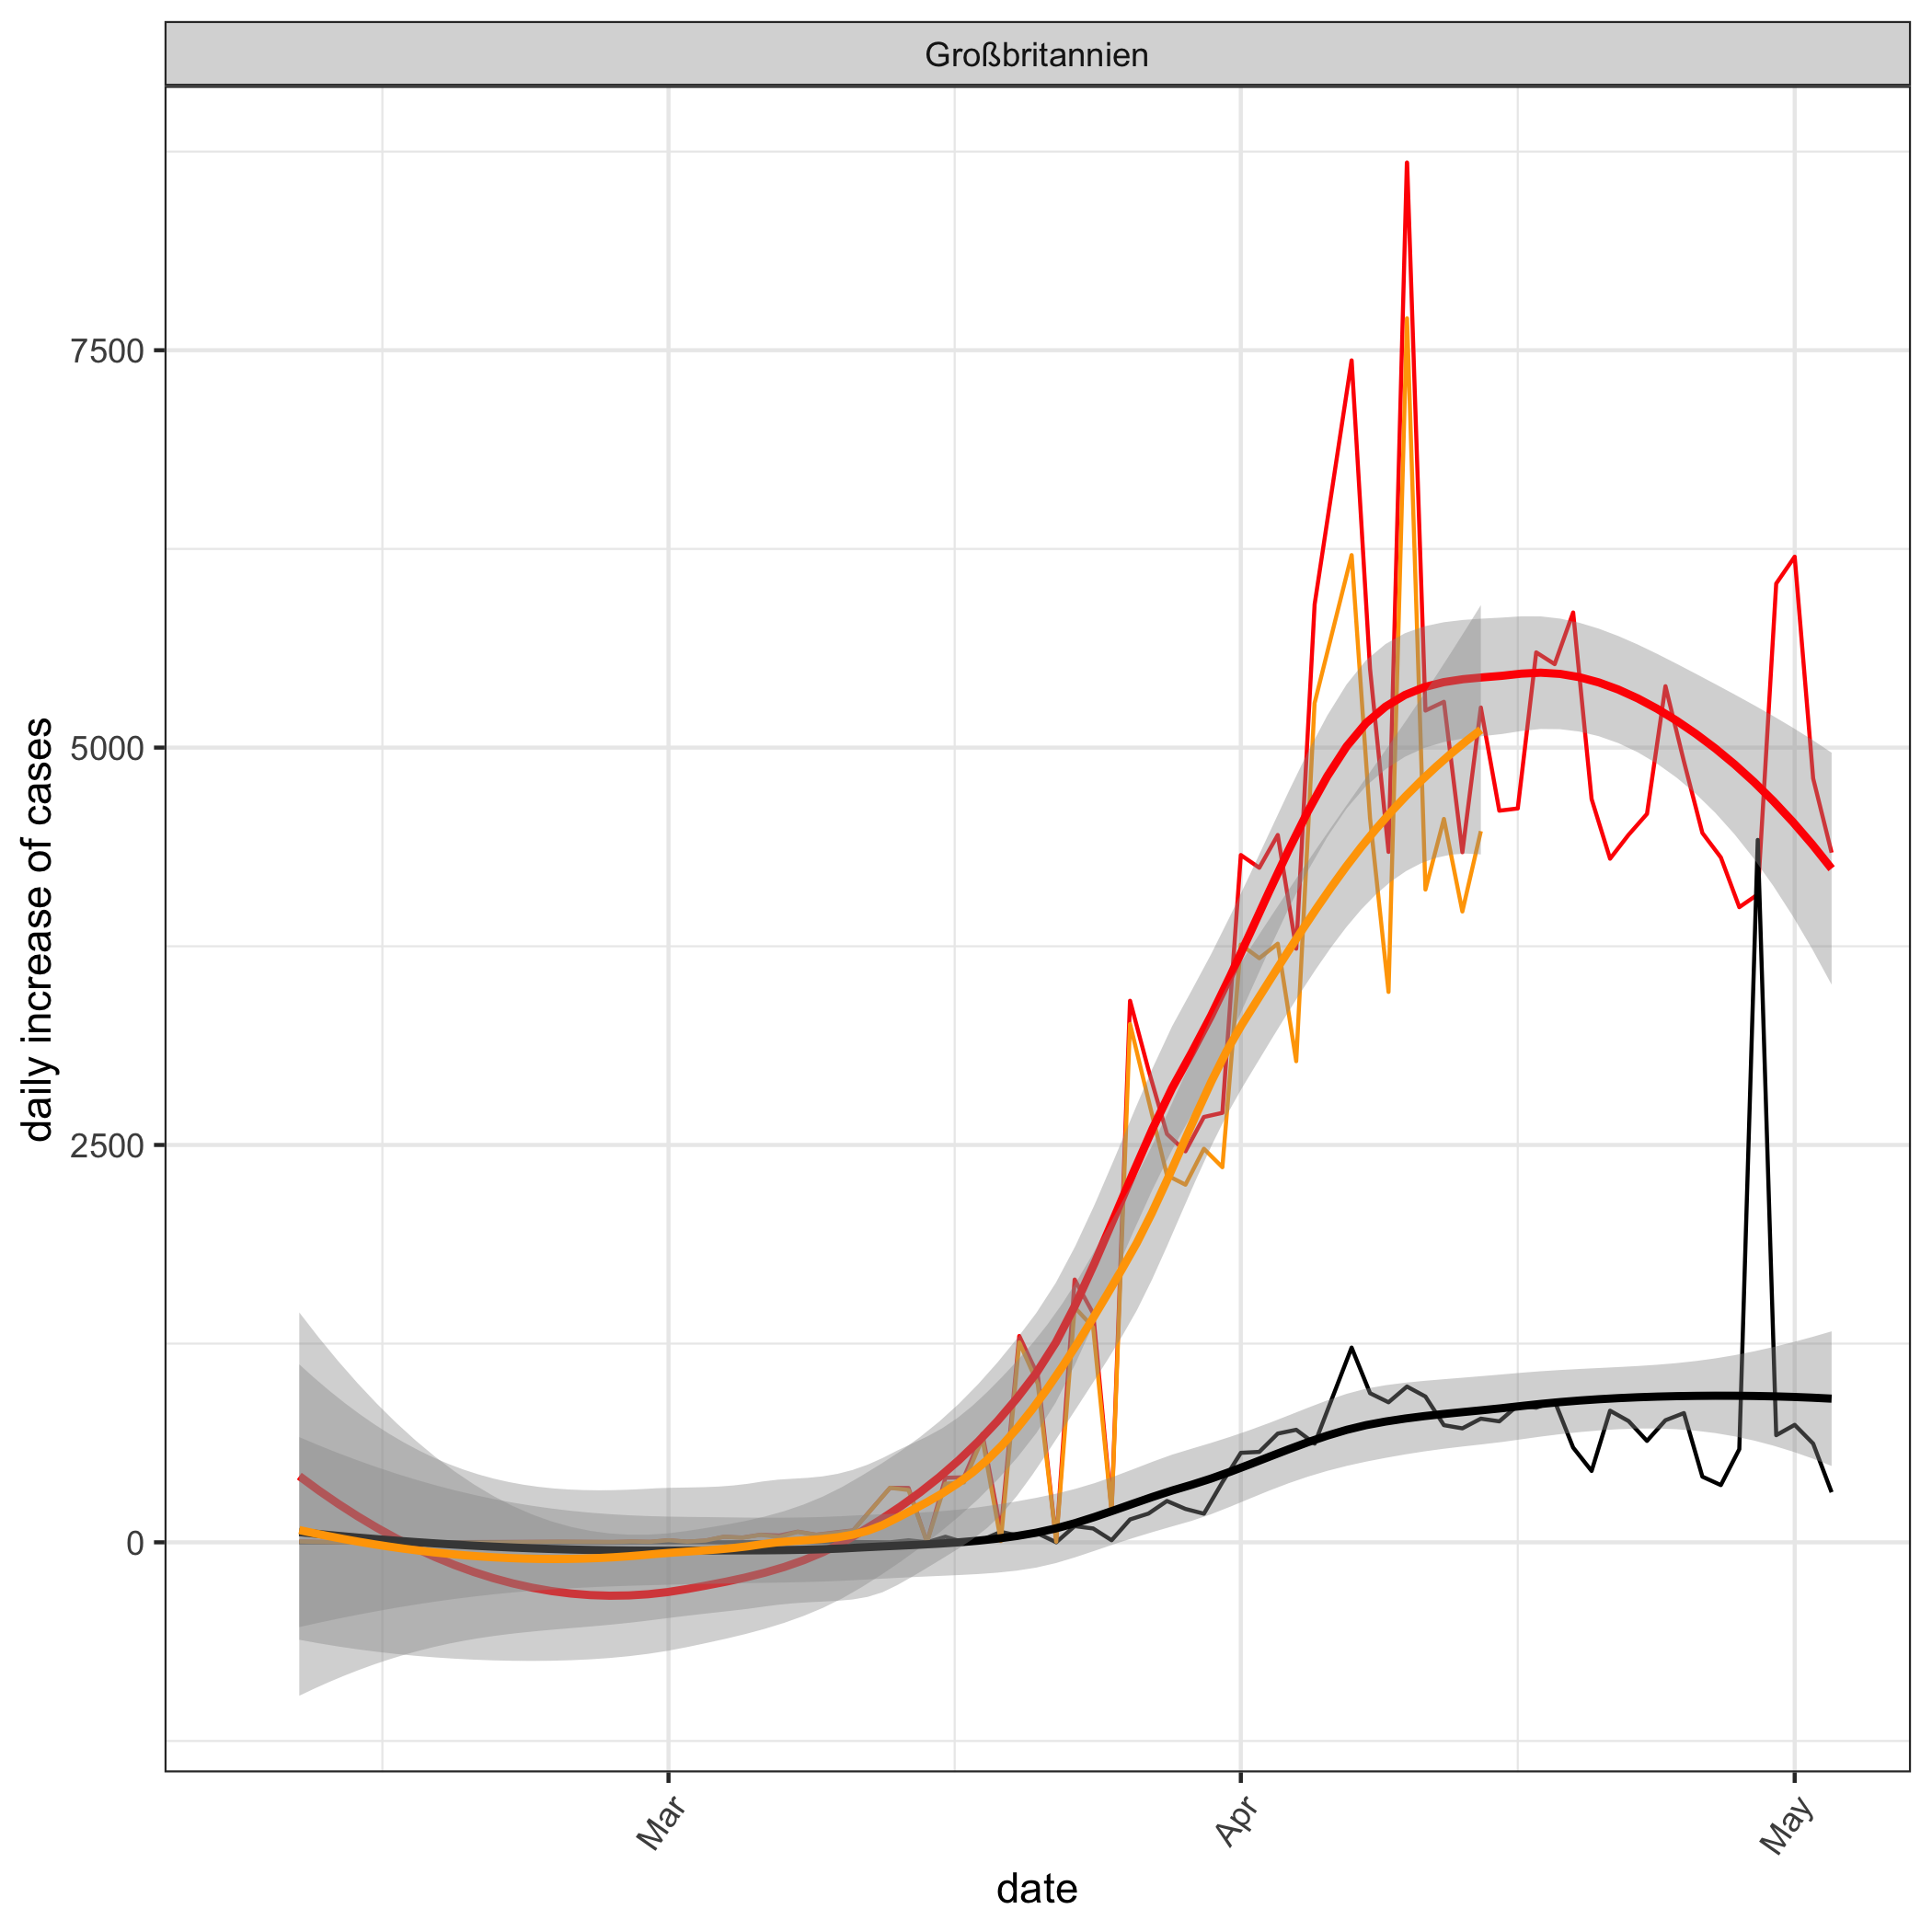 Großbritannien
daily increase of cases
7500
5000
2500
0
Mar
Apr
May
date